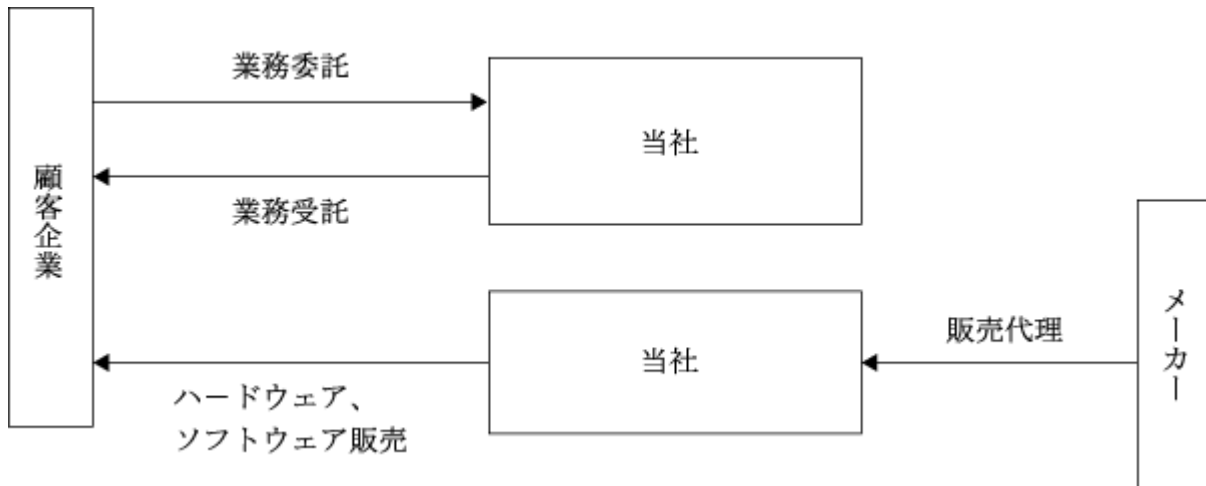 業務委託
当社
顧客企業
業務受託
メーカー
販売代理
当社
ハードウェア、
ソフトウェア販売